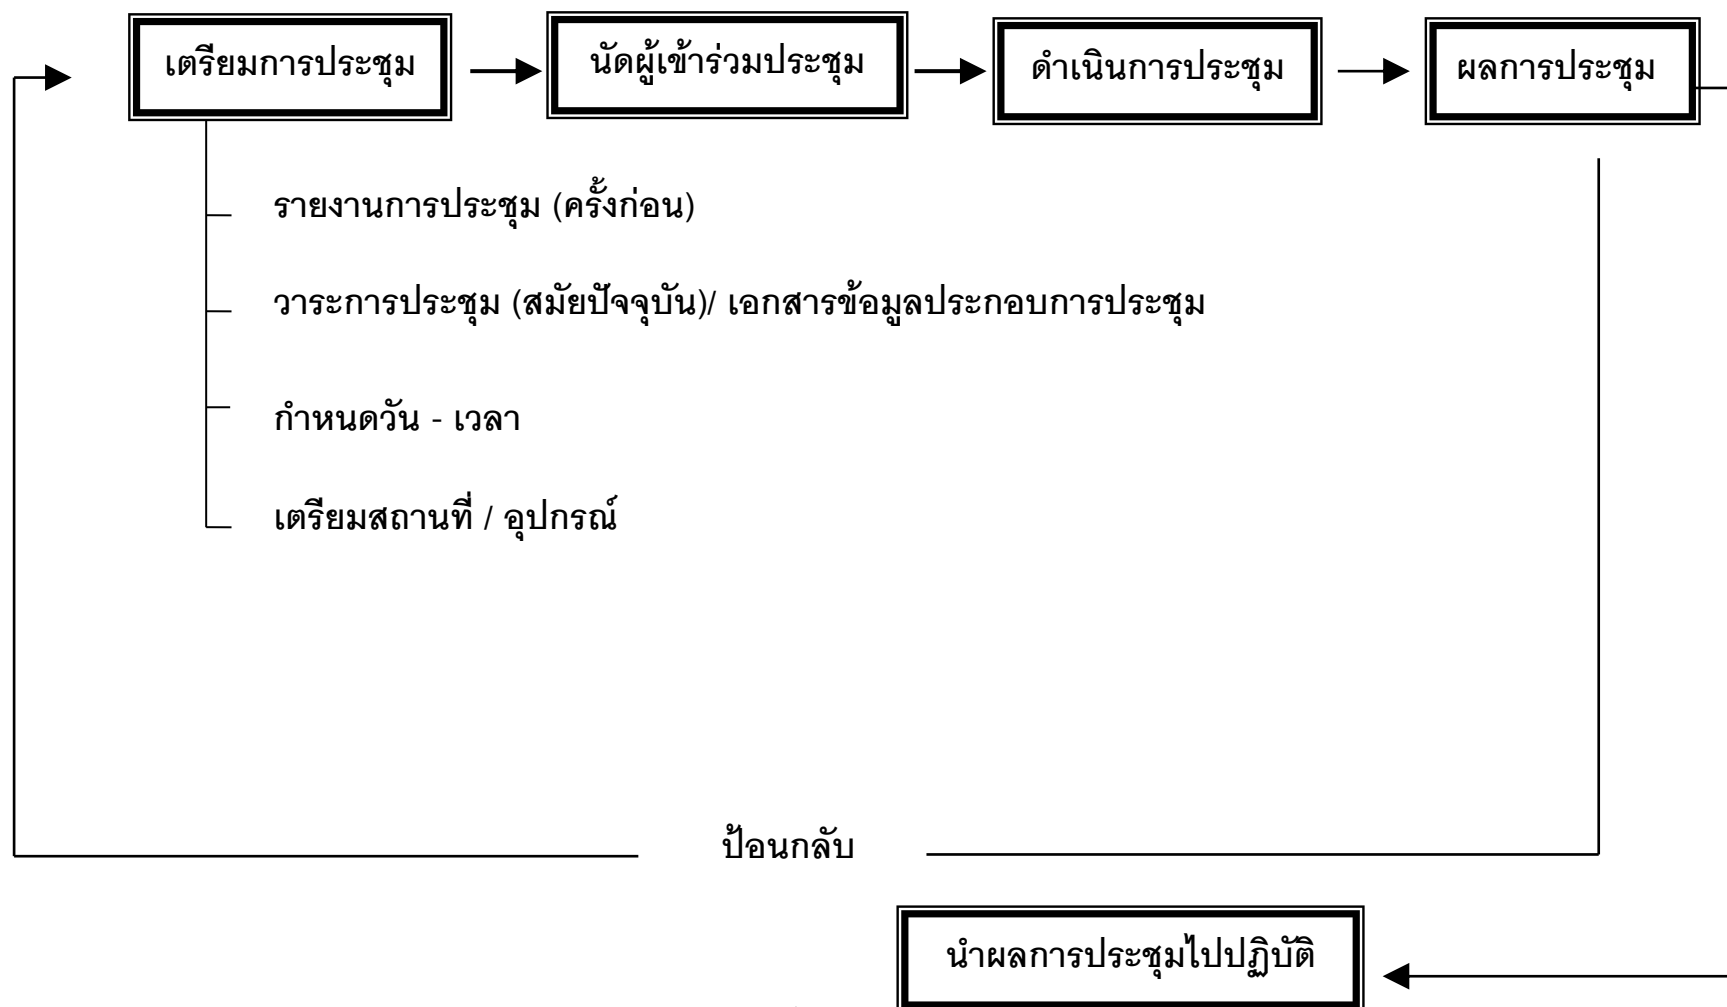 เตรียมการประชุม
นัดผู้เข้าร่วมประชุม
ดำเนินการประชุม
ผลการประชุม
รายงานการประชุม (ครั้งก่อน)
วาระการประชุม (สมัยปัจจุบัน)/ เอกสารข้อมูลประกอบการประชุม
กำหนดวัน - เวลา
เตรียมสถานที่ / อุปกรณ์
ป้อนกลับ
นำผลการประชุมไปปฏิบัติ